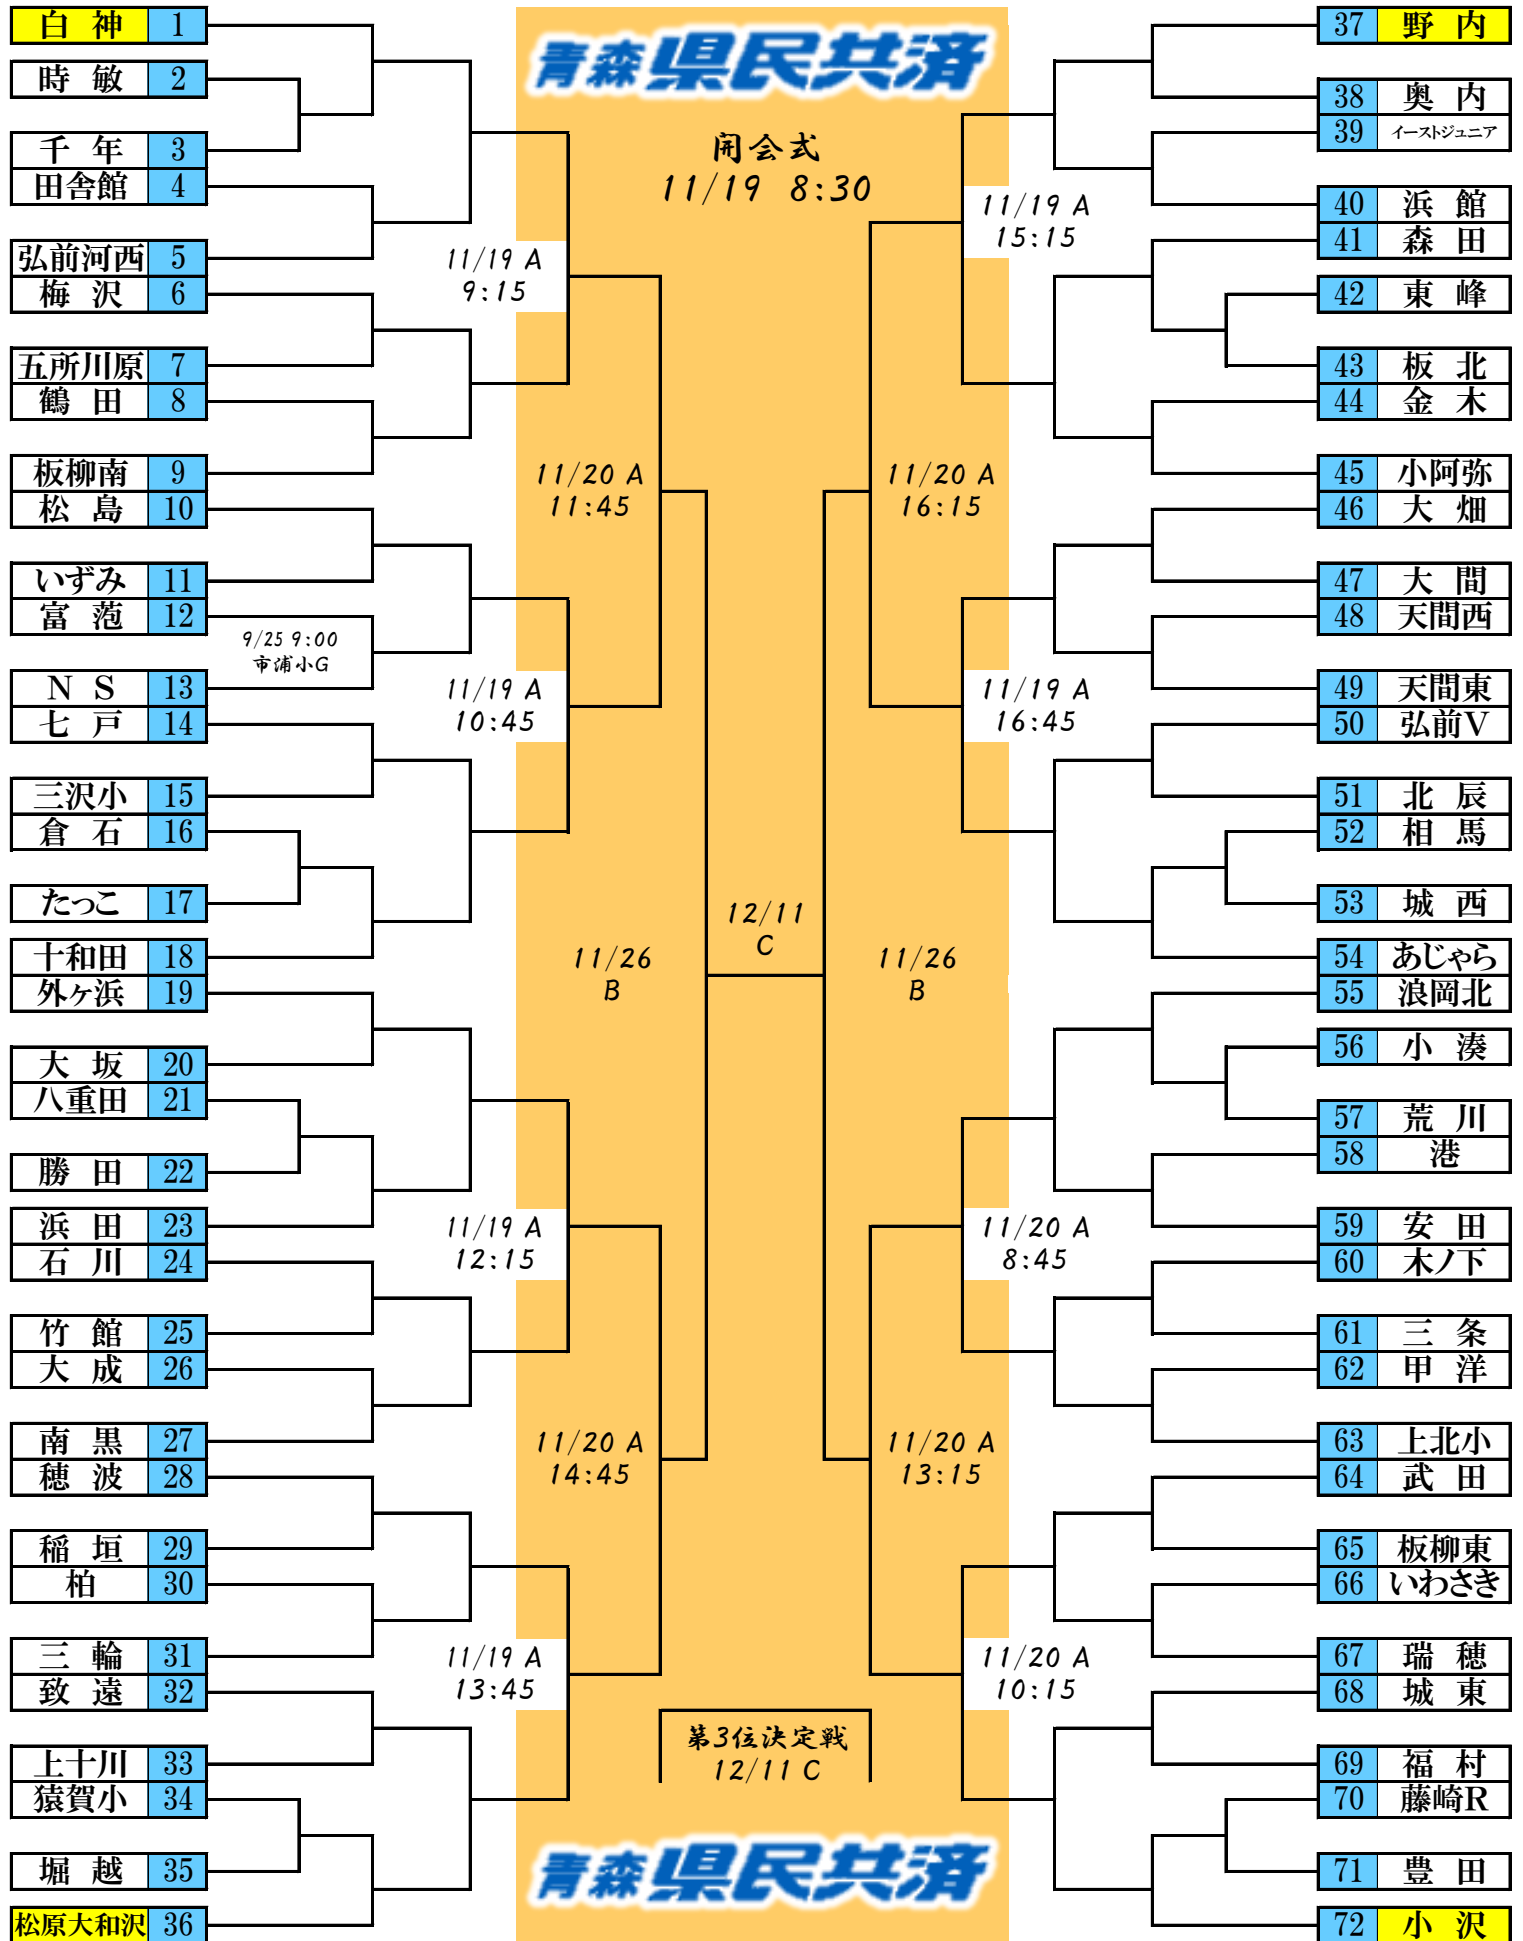 青森県民共済
開会式
11/19 8:30
白神 1
時敏 2
千年 3
田舎館 4
弘前河西 5
梅沢 6
五所川原 7
鶴田 8
板柳南 9
松島 10
いずみ 11
富萢 12
NS 13
七戸 14
三沢小 15
倉石 16
たっこ 17
十和田 18
外ヶ浜 19
大坂 20
八重田 21
勝田 22
浜田 23
石川 24
竹館 25
大成 26
南黒 27
穂波 28
稲垣 29
柏 30
三輪 31
致遠 32
上十川 33
猿賀小 34
堀越 35
松原大和沢 36
9/25 9:00
市浦小G
11/19 A
9:15
11/19 A
10:45
11/19 A
12:15
11/19 A
13:45
11/20 A
11:45
11/20 A
14:45
11/26
B
12/11
C
11/26
B
11/20 A
16:15
11/20 A
13:15
11/19 A
15:15
11/19 A
16:45
11/20 A
8:45
11/20 A
10:15
第3位決定戦
12/11 C
37 野内
38 奥内
39 イーストジュニア
40 浜館
41 森田
42 東峰
43 板北
44 金木
45 小阿弥
46 大畑
47 大間
48 天間西
49 天間東
50 弘前V
51 北辰
52 相馬
53 城西
54 あじゃら
55 浪岡北
56 小湊
57 荒川
58 港
59 安田
60 木ノ下
61 三条
62 甲洋
63 上北小
64 武田
65 板柳東
66 いわさき
67 瑞穂
68 城東
69 福村
70 藤崎R
71 豊田
72 小沢
青森県民共済